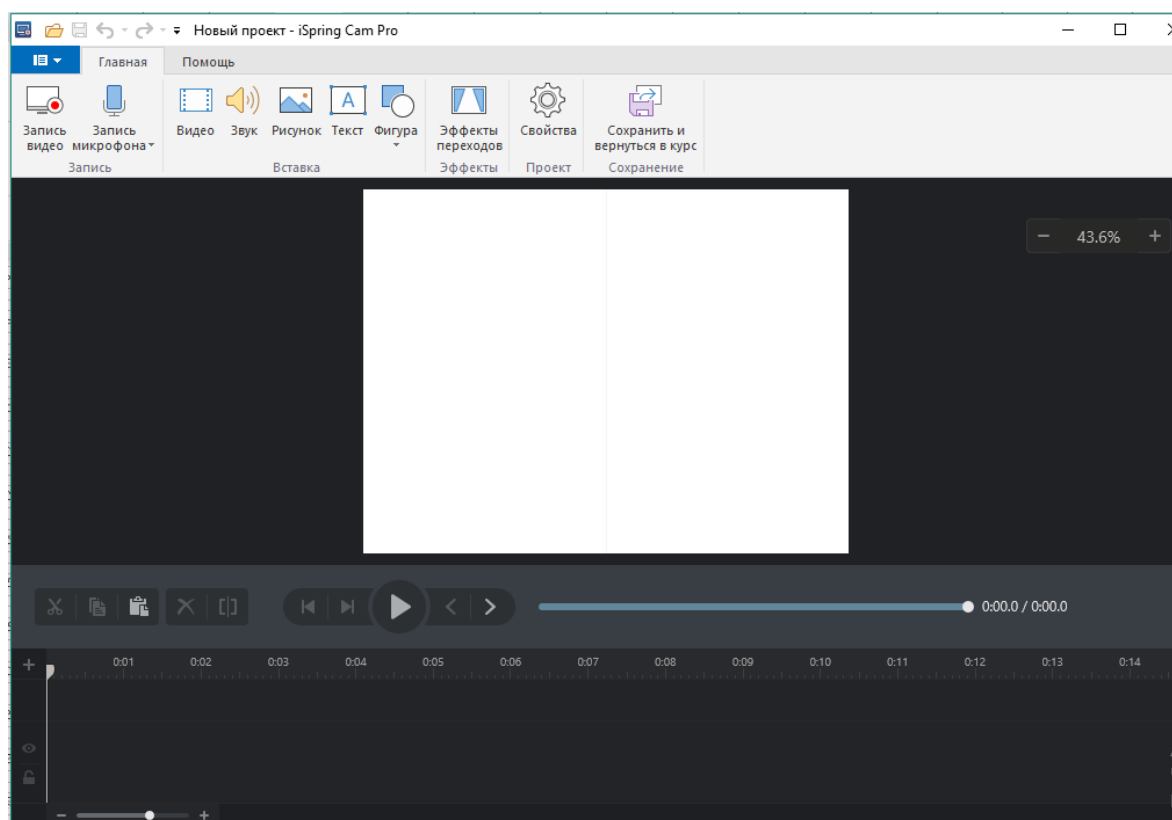 Новый проект - iSpring Cam Pro
Главная Помощь
Запись видео Запись микрофона Видео Звук Рисунок Текст Фигура Эффекты переходов Свойства Сохранить и вернуться в курс
Запись Вставка Эффекты Проект Сохранение
43.6%
0:00.0 / 0:00.0
0:01 0:02 0:03 0:04 0:05 0:06 0:07 0:08 0:09 0:10 0:11 0:12 0:13 0:14